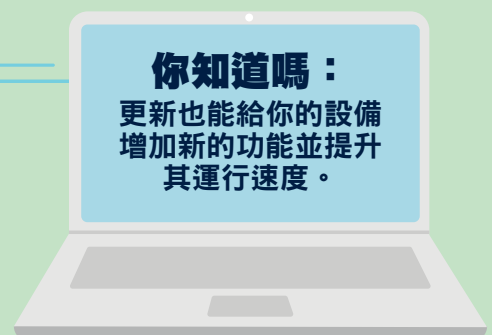 你知道嗎：
更新也能給你的設備
增加新的功能並提升
其運行速度。